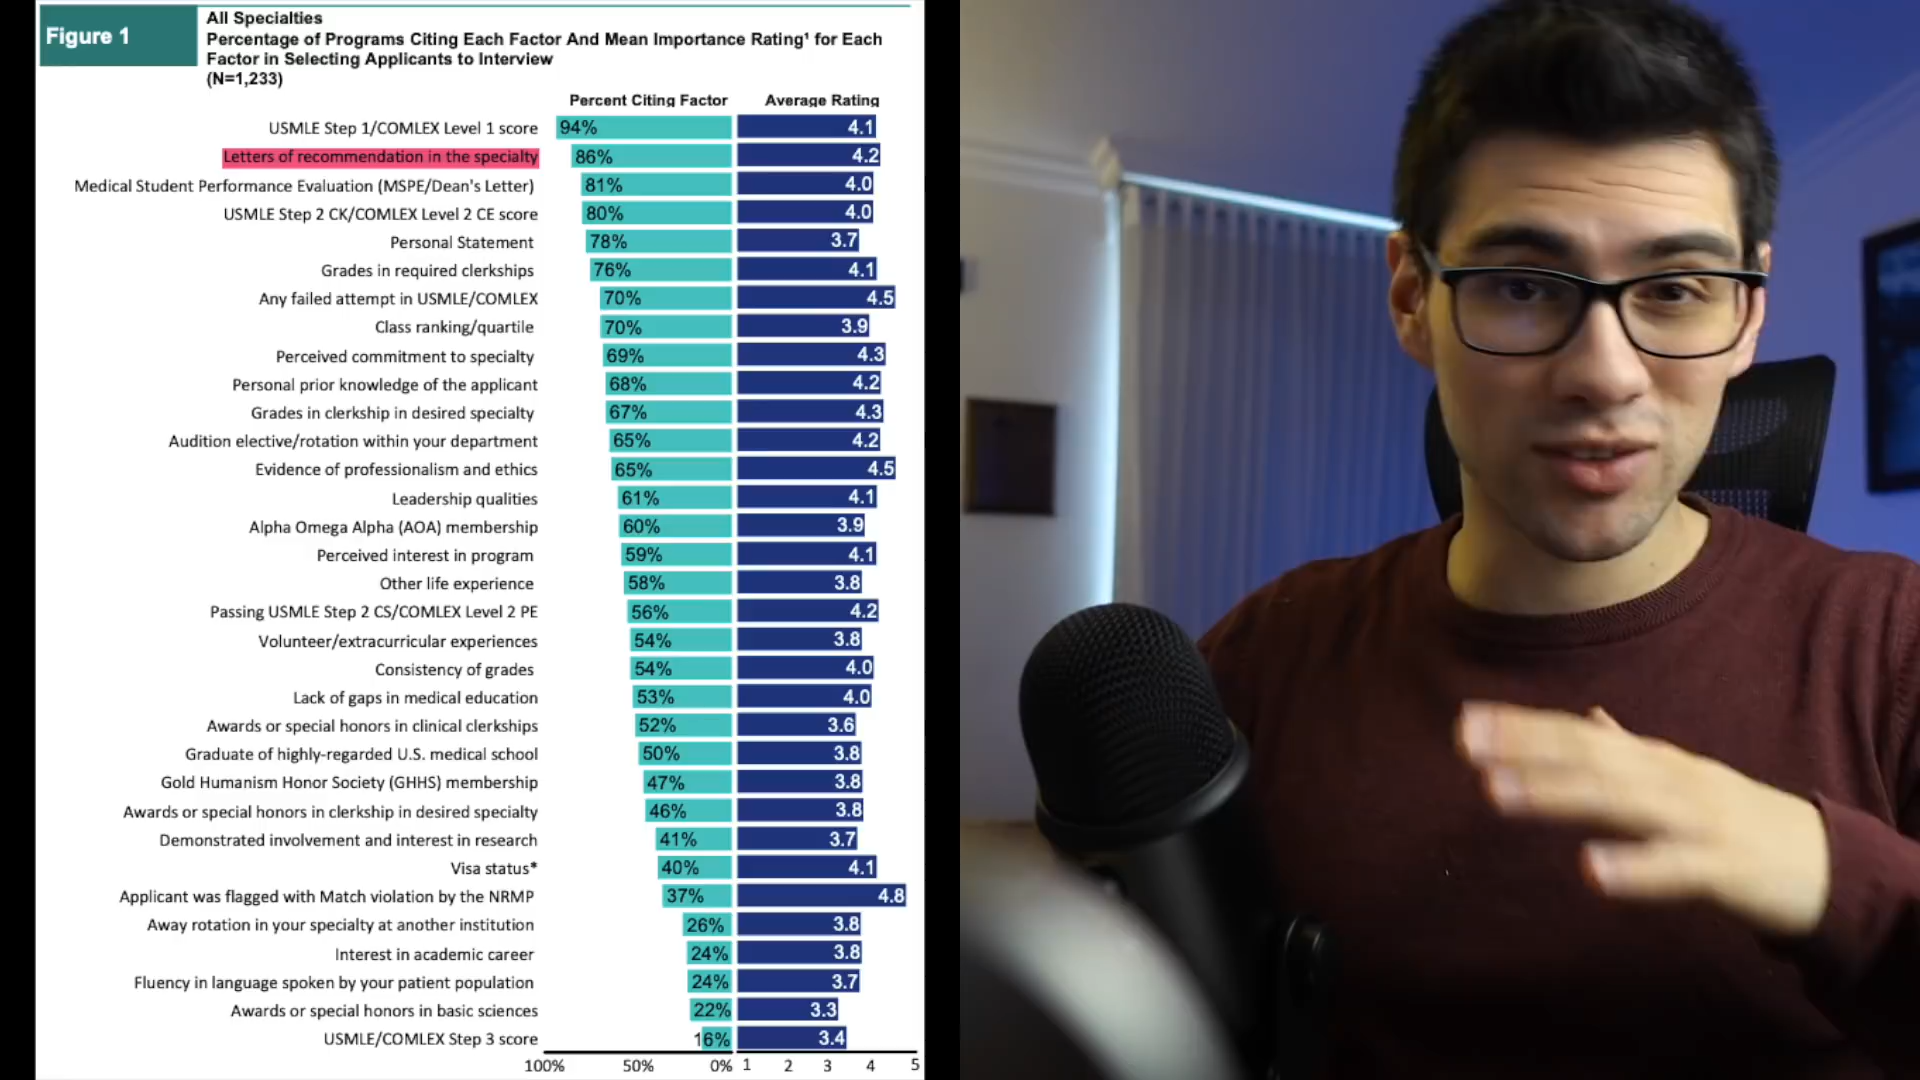 Figure 1
All Specialties
Percentage of Programs Citing Each Factor And Mean Importance Rating¹ for Each
Factor in Selecting Applicants to Interview
(N=1,233)
Percent Citing Factor Average Rating
USMLE Step 1/COMLEX Level 1 score 94% 4.1
Letters of recommendation in the specialty 86% 4.2
Medical Student Performance Evaluation (MSPE/Dean's Letter) 81% 4.0
USMLE Step 2 CK/COMLEX Level 2 CE score 80% 4.0
Personal Statement 78% 3.7
Grades in required clerkships 76% 4.1
Any failed attempt in USMLE/COMLEX 70% 4.5
Class ranking/quartile 70% 3.9
Perceived commitment to specialty 69% 4.3
Personal prior knowledge of the applicant 68% 4.2
Grades in clerkship in desired specialty 67% 4.3
Audition elective/rotation within your department 65% 4.2
Evidence of professionalism and ethics 65% 4.5
Leadership qualities 61% 4.1
Alpha Omega Alpha (AOA) membership 60% 3.9
Perceived interest in program 59% 4.1
Other life experience 58% 3.8
Passing USMLE Step 2 CS/COMLEX Level 2 PE 56% 4.2
Volunteer/extracurricular experiences 54% 3.8
Consistency of grades 54% 4.0
Lack of gaps in medical education 53% 4.0
Awards or special honors in clinical clerkships 52% 3.6
Graduate of highly-regarded U.S. medical school 50% 3.8
Gold Humanism Honor Society (GHHS) membership 47% 3.8
Awards or special honors in clerkship in desired specialty 46% 3.8
Demonstrated involvement and interest in research 41% 3.7
Visa status* 40% 4.1
Applicant was flagged with Match violation by the NRMP 37% 4.8
Away rotation in your specialty at another institution 26% 3.8
Interest in academic career 24% 3.8
Fluency in language spoken by your patient population 24% 3.7
Awards or special honors in basic sciences 22% 3.3
USMLE/COMLEX Step 3 score 16% 3.4
100% 50% 0% 1 2 3 4 5